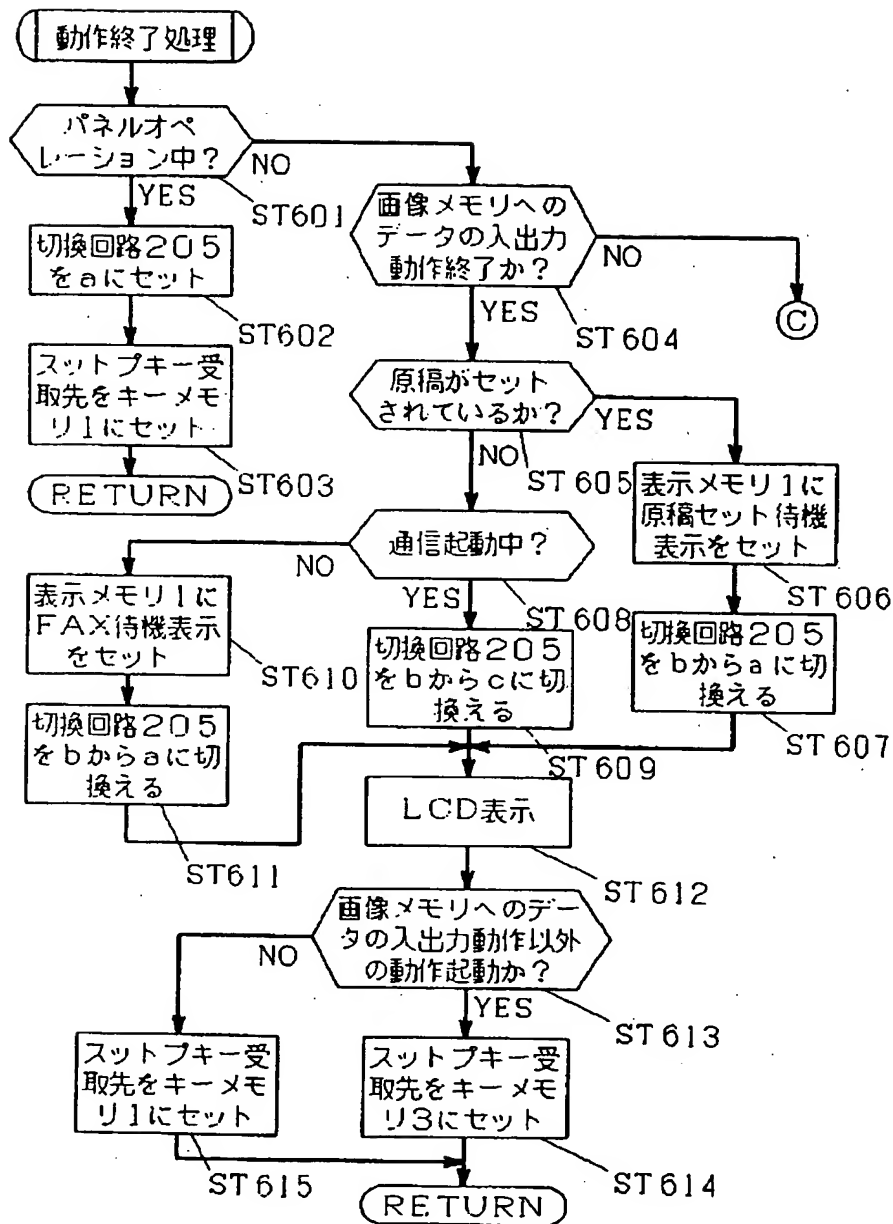 動作終了処理
パネルオペ
レーション中?
NO
YES
ST601
切換回路205
をaにセット
ST602
スットプキー受
取先をキーメモ
リ1にセット
ST603
RETURN
画像メモリへの
データの入出力
動作終了か?
NO
C
YES
ST604
原稿がセット
されているか?
YES
NO
ST605
表示メモリ1に
原稿セット待機
表示をセット
ST606
切換回路205
をbからaに切
換える
ST607
通信起動中?
NO
YES
ST608
切換回路205
をbからcに切
換える
ST609
表示メモリ1に
FAX待機表示
をセット
ST610
切換回路205
をbからaに切
換える
ST611
LCD表示
ST612
画像メモリへのデー
タの入出力動作以外
の動作起動か?
NO
YES
ST613
スットプキー受
取先をキーメモ
リ3にセット
ST614
スットプキー受
取先をキーメモ
リ1にセット
ST615
RETURN